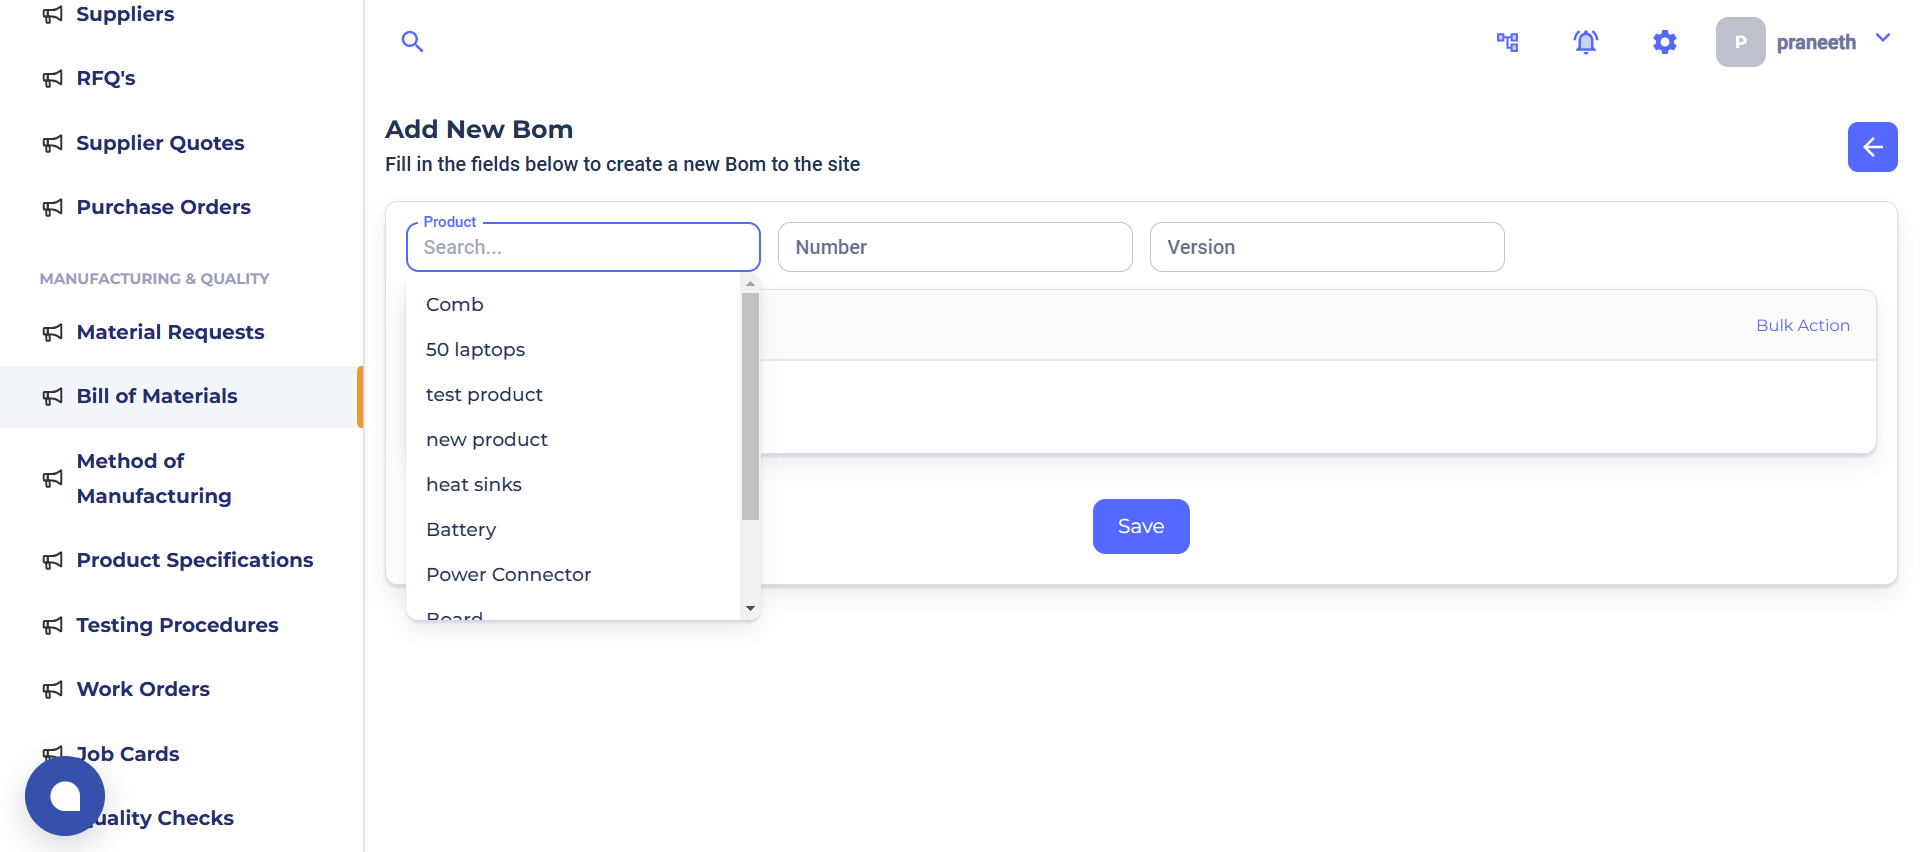 Suppliers
RFQ's
Supplier Quotes
Purchase Orders
MANUFACTURING & QUALITY
Material Requests
Bill of Materials
Method of
Manufacturing
Product Specifications
Testing Procedures
Work Orders
Job Cards
uality Checks
P praneeth
Add New Bom
Fill in the fields below to create a new Bom to the site
Product
Search...
Number
Version
Comb
50 laptops
test product
new product
heat sinks
Battery
Power Connector
Board
Bulk Action
Save